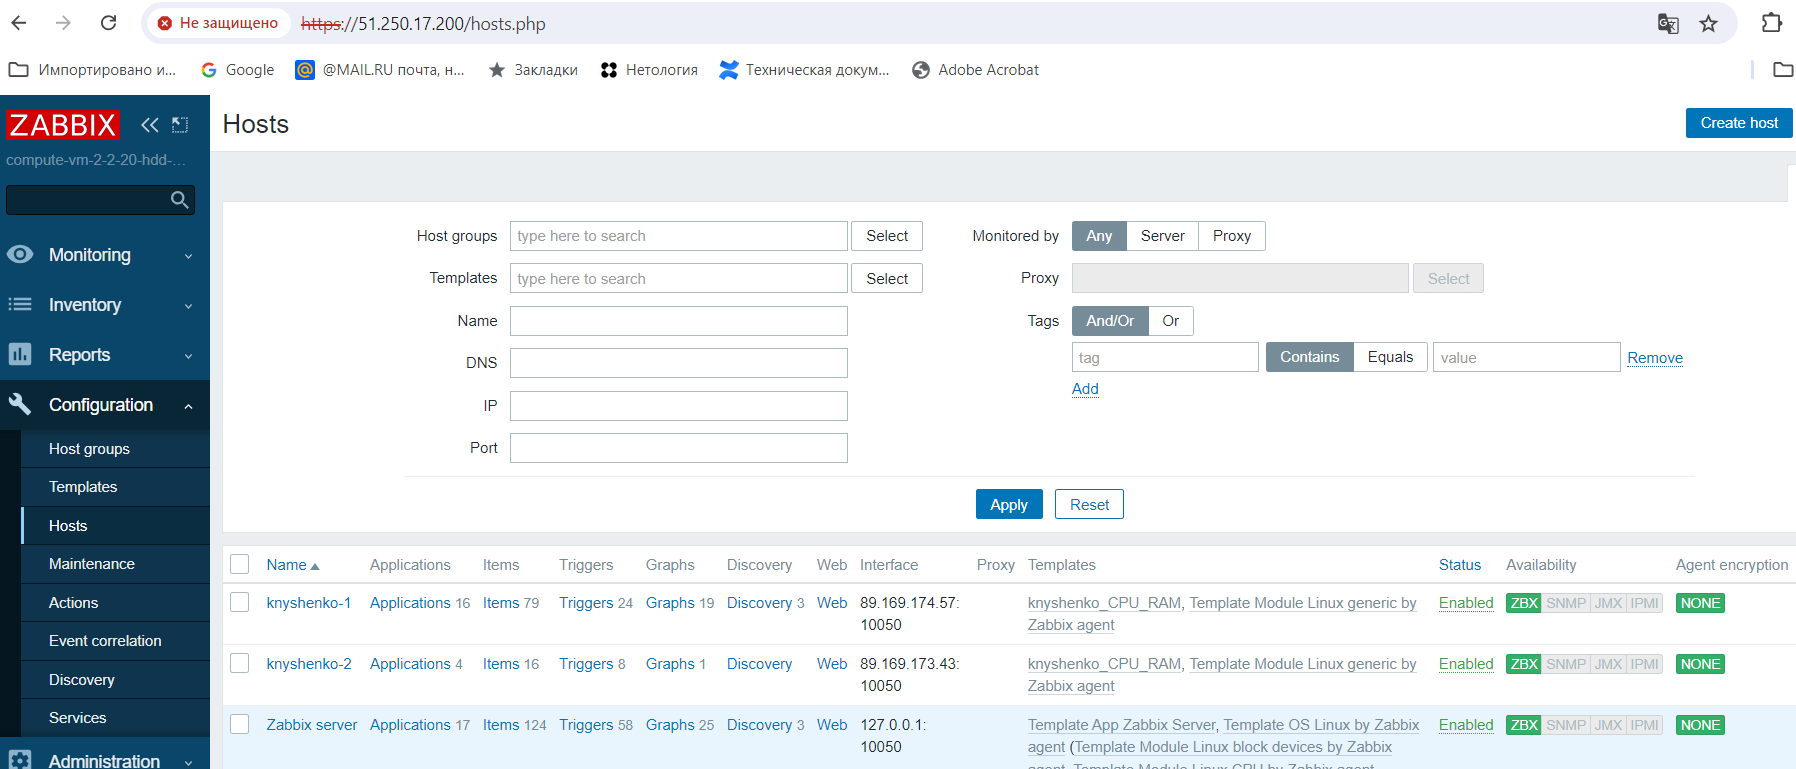 Не защищено https://51.250.17.200/hosts.php
Импортировано и... Google @MAIL.RU почта, н... Закладки Нетология Техническая докум... Adobe Acrobat
ZABBIX
compute-vm-2-2-20-hdd-...
Monitoring
Inventory
Reports
Configuration
Host groups
Templates
Hosts
Maintenance
Actions
Event correlation
Discovery
Services
Administration
Hosts Create host
Host groups type here to search Select Monitored by Any Server Proxy
Templates type here to search Select Proxy Select
Name Tags And/Or Or
DNS tag Contains Equals value Remove
Add
IP
Port
Apply Reset
Name Applications Items Triggers Graphs Discovery Web Interface Proxy Templates Status Availability Agent encryption
knyshenko-1 Applications 16 Items 79 Triggers 24 Graphs 19 Discovery 3 Web 89.169.174.57: knyshenko_CPU_RAM, Template Module Linux generic by Enabled ZBX SNMP JMX IPMI NONE
10050 Zabbix agent
knyshenko-2 Applications 4 Items 16 Triggers 8 Graphs 1 Discovery Web 89.169.173.43: knyshenko_CPU_RAM, Template Module Linux generic by Enabled ZBX SNMP JMX IPMI NONE
10050 Zabbix agent
Zabbix server Applications 17 Items 124 Triggers 58 Graphs 25 Discovery 3 Web 127.0.0.1: Template App Zabbix Server, Template OS Linux by Zabbix Enabled ZBX SNMP JMX IPMI NONE
10050 agent (Template Module Linux block devices by Zabbix
agent, Template Module Linux CPU by Zabbix agent,